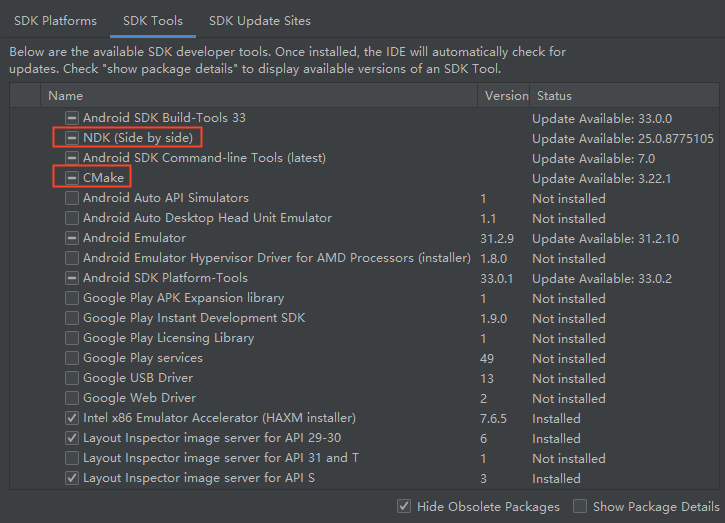 SDK Platforms SDK Tools SDK Update Sites
Below are the available SDK developer tools. Once installed, the IDE will automatically check for
updates. Check "show package details" to display available versions of an SDK Tool.
Name Version Status
Android SDK Build-Tools 33 Update Available: 33.0.0
NDK (Side by side) Update Available: 25.0.8775105
Android SDK Command-line Tools (latest) Update Available: 7.0
CMake Update Available: 3.22.1
Android Auto API Simulators 1 Not installed
Android Auto Desktop Head Unit Emulator 1.1 Not installed
Android Emulator 31.2.9 Update Available: 31.2.10
Android Emulator Hypervisor Driver for AMD Processors (installer) 1.8.0 Not installed
Android SDK Platform-Tools 33.0.1 Update Available: 33.0.2
Google Play APK Expansion library 1 Not installed
Google Play Instant Development SDK 1.9.0 Not installed
Google Play Licensing Library 1 Not installed
Google Play services 49 Not installed
Google USB Driver 13 Not installed
Google Web Driver 2 Not installed
Intel x86 Emulator Accelerator (HAXM installer) 7.6.5 Installed
Layout Inspector image server for API 29-30 6 Installed
Layout Inspector image server for API 31 and T 1 Not installed
Layout Inspector image server for API S 3 Installed
Hide Obsolete Packages Show Package Details